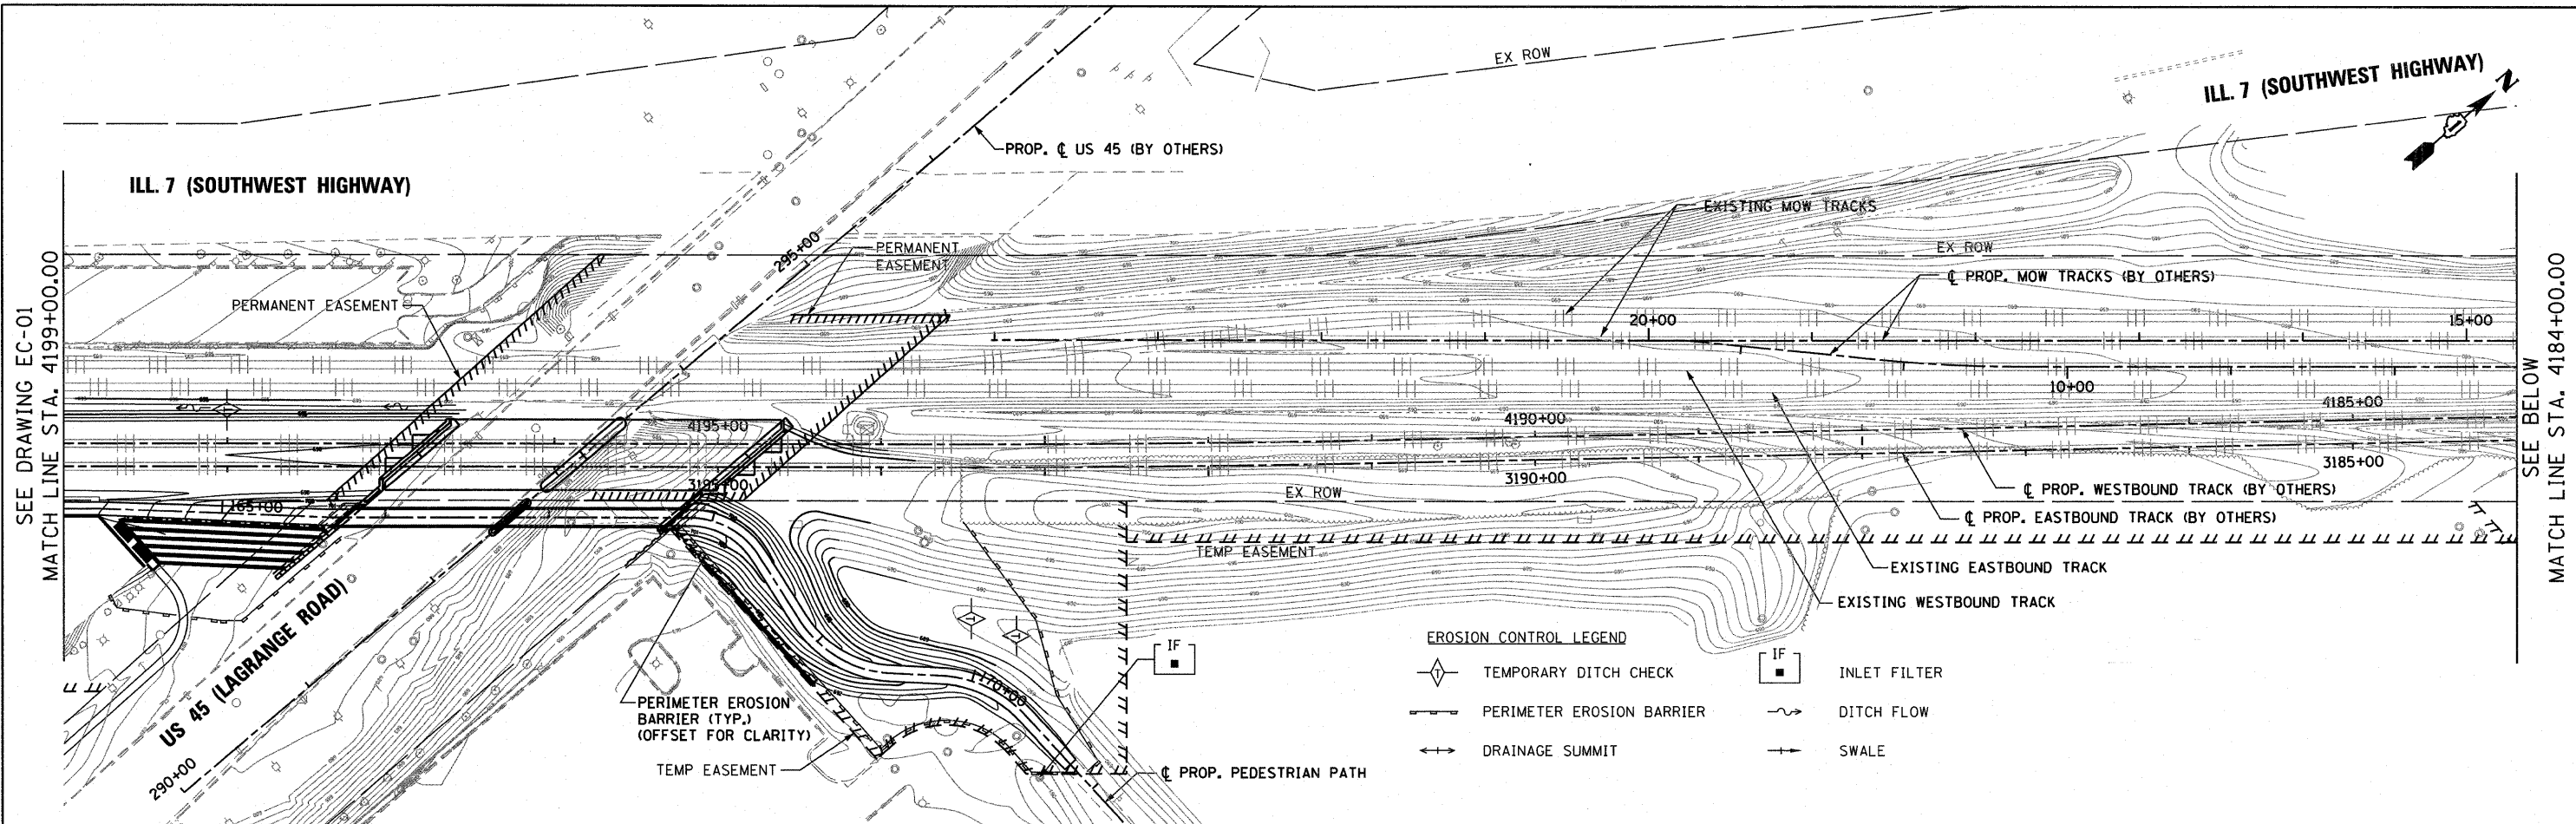 EX ROW
ILL. 7 (SOUTHWEST HIGHWAY)
N
PROP. ℄ US 45 (BY OTHERS)
ILL. 7 (SOUTHWEST HIGHWAY)
EXISTING MOW TRACKS
295+00
PERMANENT
EASEMENT
EX ROW
℄ PROP. MOW TRACKS (BY OTHERS)
PERMANENT EASEMENT
20+00
15+00
SEE DRAWING EC-01
MATCH LINE STA. 4199+00.00
SEE BELOW
MATCH LINE STA. 4184+000.00
10+00
4185+00
4190+00
4195+00
3185+00
3190+00
3195+00
EX ROW
℄ PROP. WESTBOUND TRACK (BY OTHERS)
1165+00
℄ PROP. EASTBOUND TRACK (BY OTHERS)
TEMP EASEMENT
EXISTING EASTBOUND TRACK
EXISTING WESTBOUND TRACK
US 45 (LAGRANGE ROAD)
290+00
1170+00
IF
PERIMETER EROSION
BARRIER (TYP.)
(OFFSET FOR CLARITY)
TEMP EASEMENT
℄ PROP. PEDESTRIAN PATH
EROSION CONTROL LEGEND
T
TEMPORARY DITCH CHECK
IF
INLET FILTER
PERIMETER EROSION BARRIER
DITCH FLOW
DRAINAGE SUMMIT
SWALE